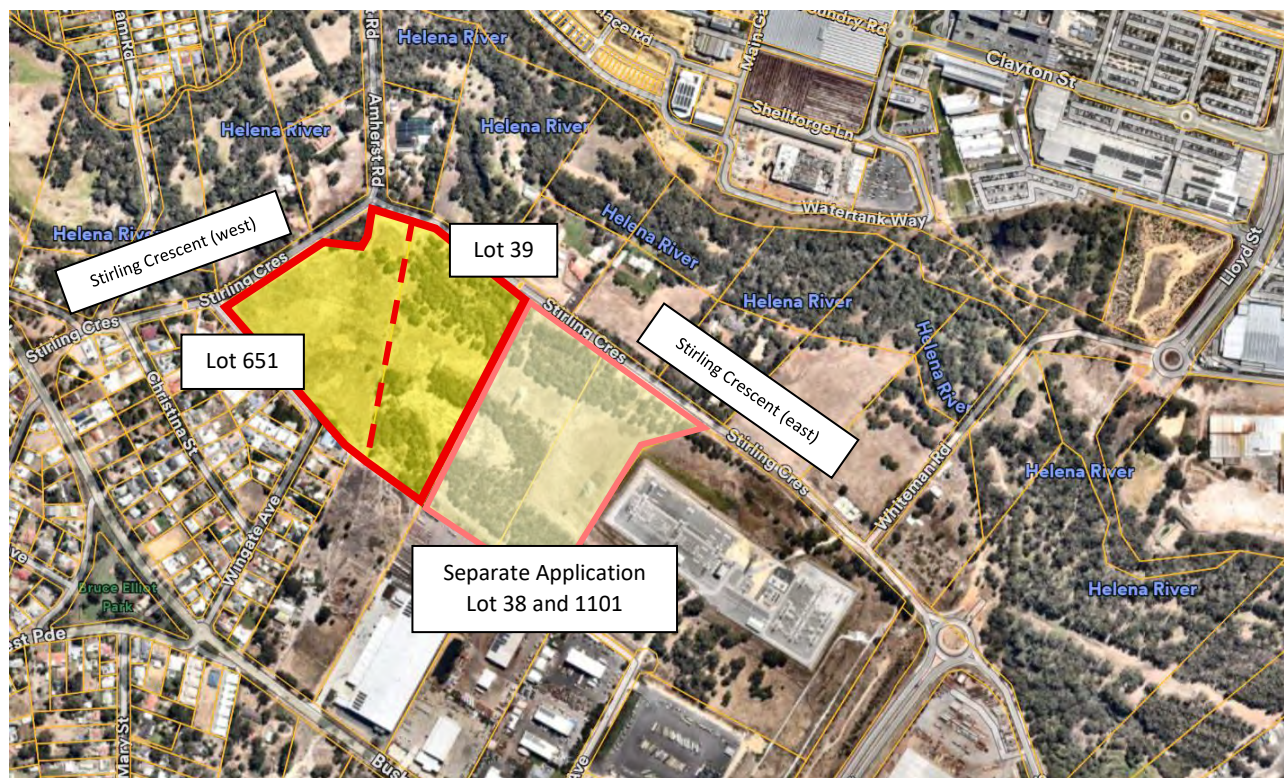 Helena River
Clayton St
Amherst Rd
Shellforge Ln
Helena River
Helena River
Watertank Way
Helena River
Helena River
Lloyd St
Stirling Crescent (west)
Lot 39
Stirling Cres
Stirling Cres
Lot 651
Stirling Cres
Helena River
Helena River
Stirling Crescent (east)
Christina St
Stirling Cres
Whiteman Rd
Helena River
Wingate Ave
Separate Application
Lot 38 and 1101
Helena River
Bruce Elliot
Park
Mary St